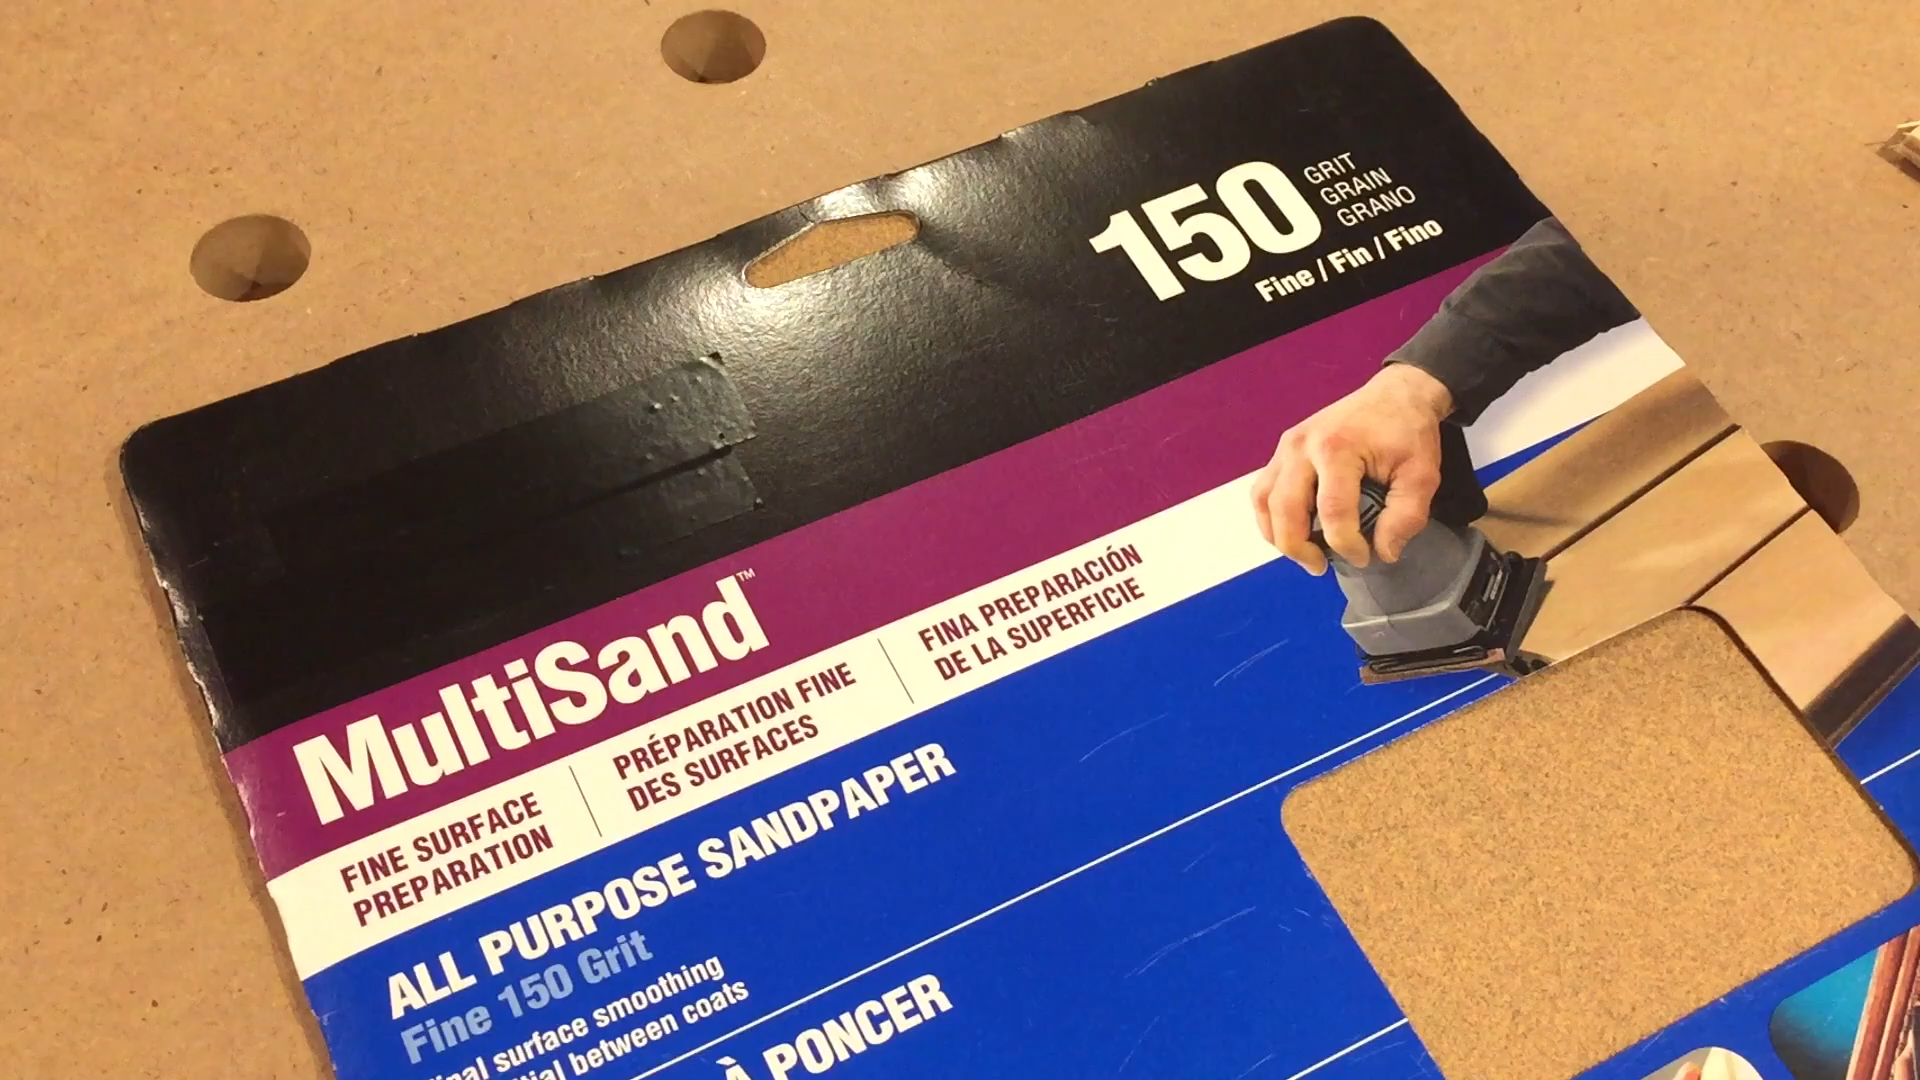 150
GRIT
GRAIN
GRANO
Fine / Fin / Fino
MultiSand™
FINE SURFACE
PREPARATION
PRÉPARATION FINE
DES SURFACES
FINA PREPARACIÓN
DE LA SUPERFICIE
ALL PURPOSE SANDPAPER
Fine 150 Grit
surface smoothing
between coats
À PONCER